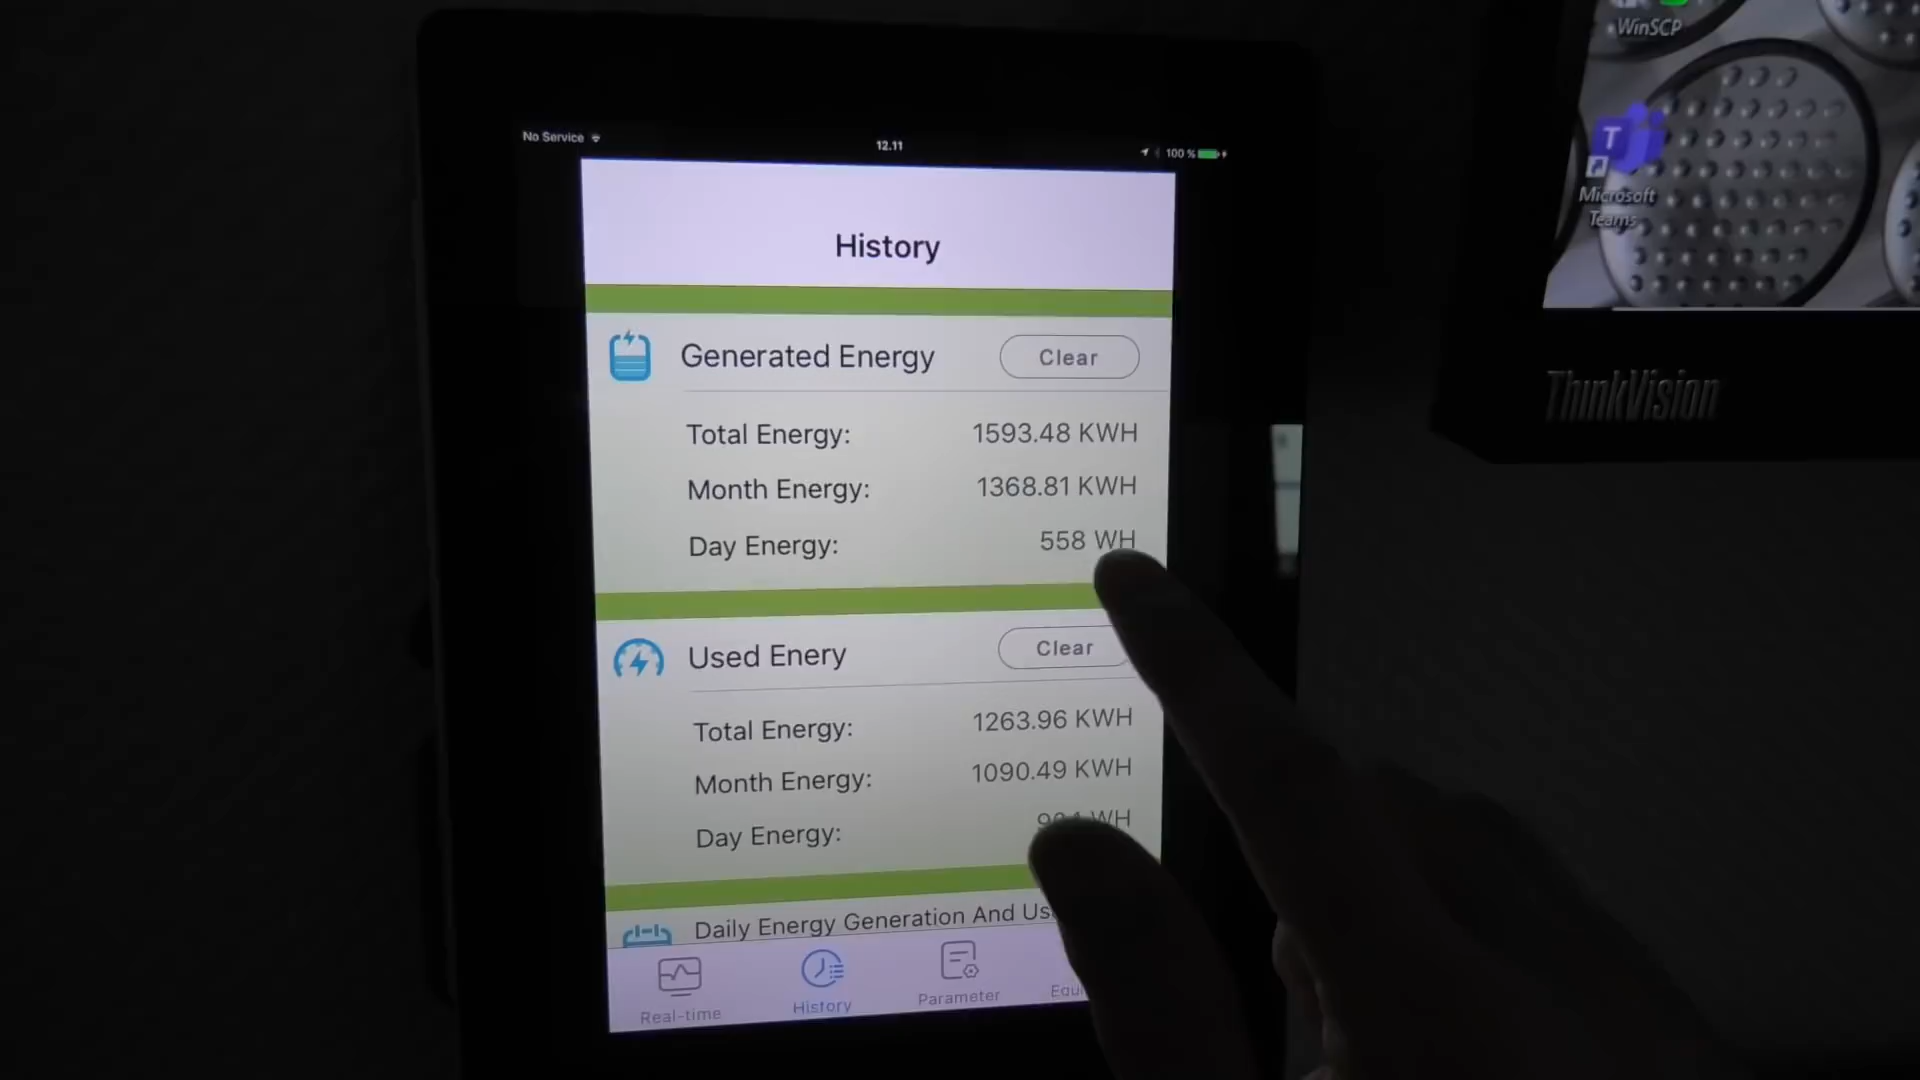 WinSCP
No Service
12.11
100 %
T
Microsoft
Teams
History
Generated Energy
Clear
Total Energy:
1593.48 KWH
Month Energy:
1368.81 KWH
Day Energy:
558 WH
ThinkVision
Used Enery
Clear
Total Energy:
1263.96 KWH
Month Energy:
1090.49 KWH
Day Energy:
WH
Daily Energy Generation And
Real-time
History
Parameter